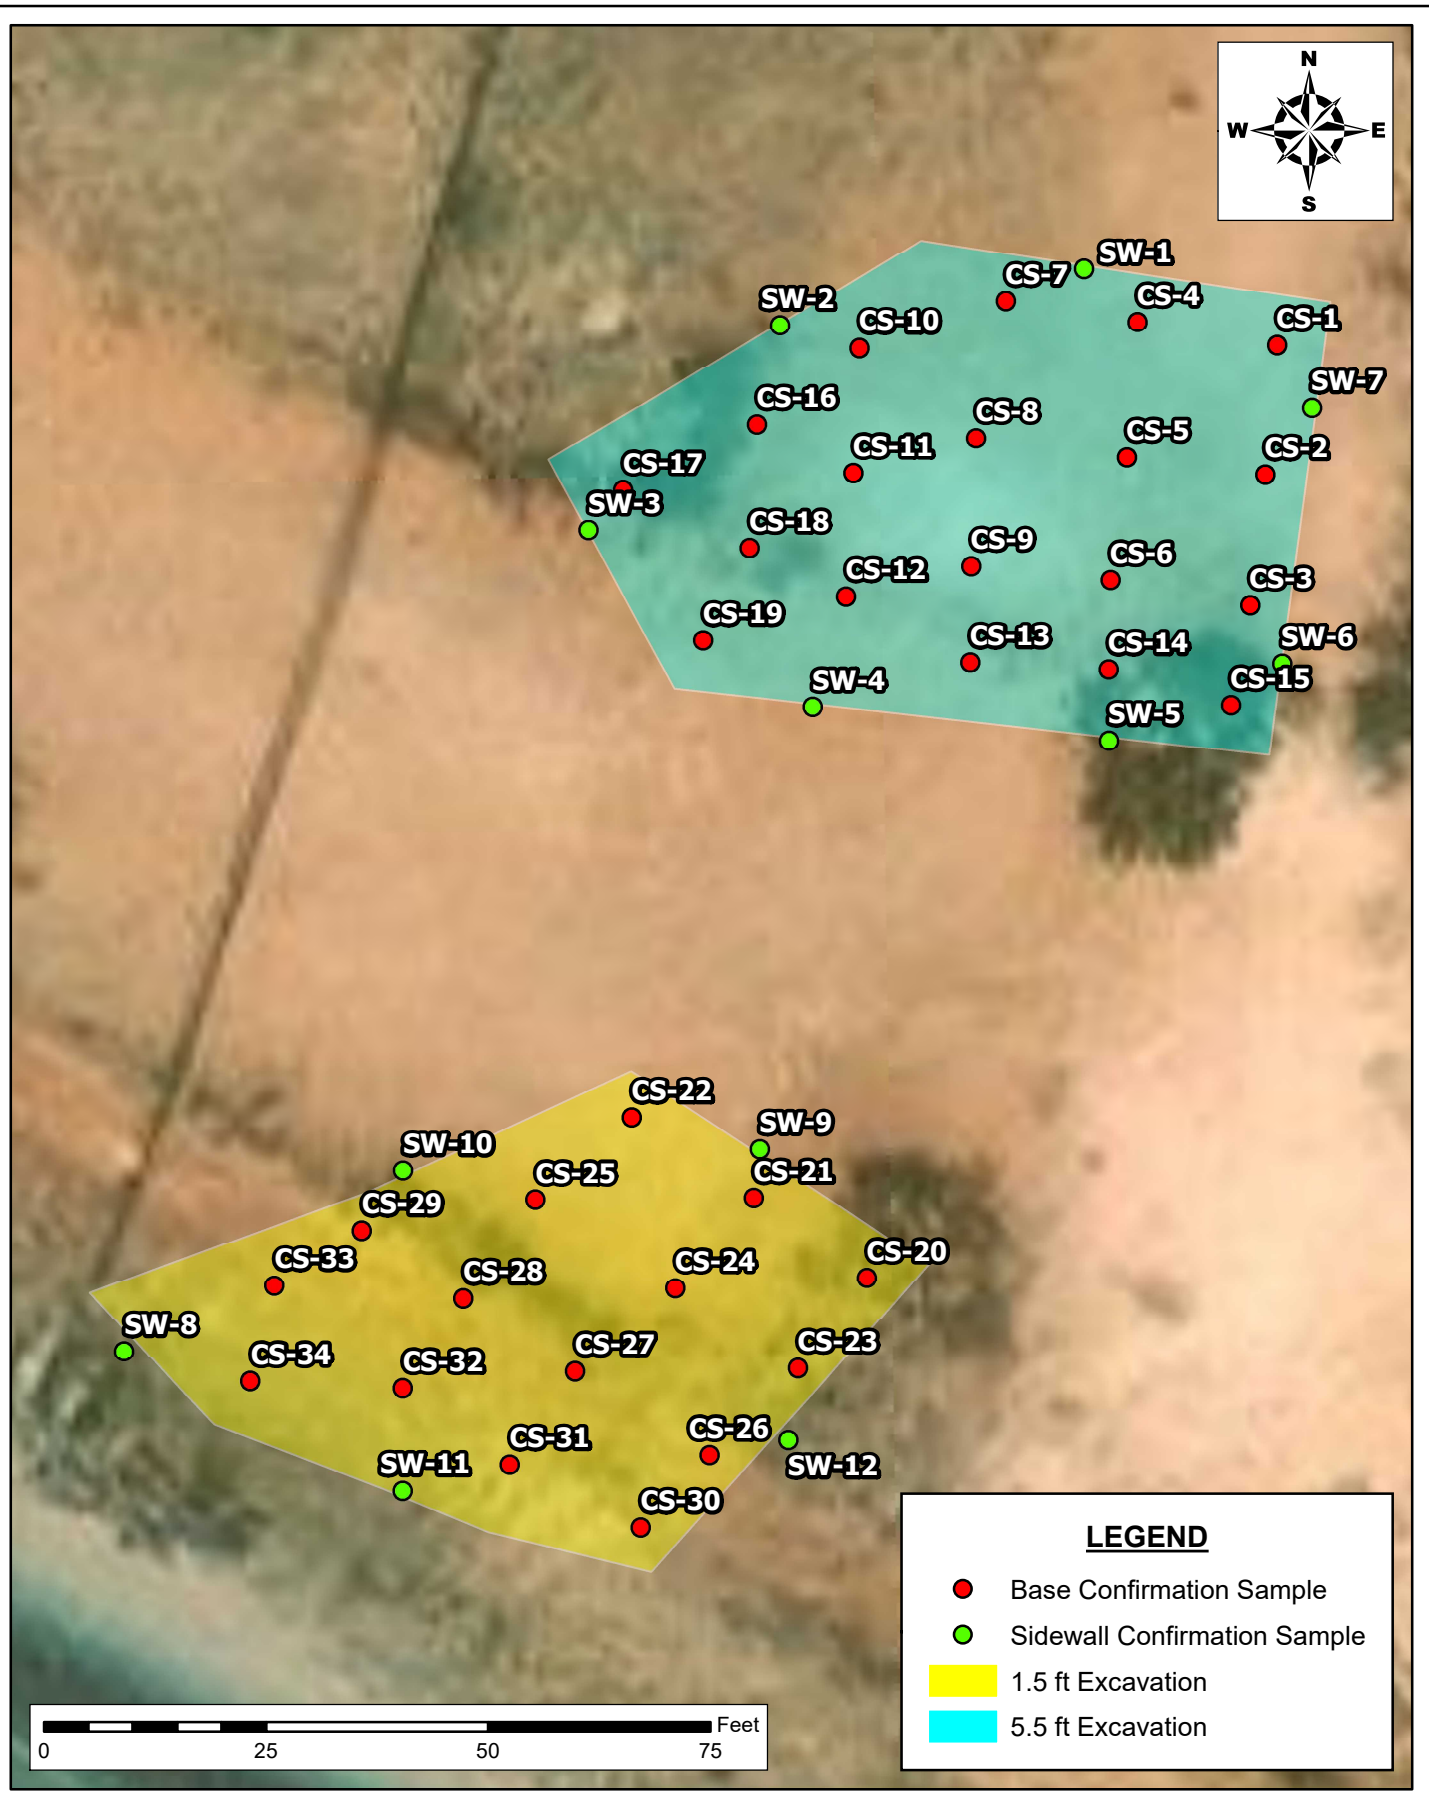 N
W E
S
SW-1
CS-7
SW-2
CS-4
CS-10
CS-1
SW-7
CS-16
CS-8
CS-5
CS-11
CS-2
CS-17
SW-3
CS-18
CS-9
CS-6
CS-12
CS-3
CS-19
CS-13
CS-14
SW-6
SW-4
CS-15
SW-5
CS-22
SW-9
SW-10
CS-25
CS-21
CS-29
CS-20
CS-33
CS-28
CS-24
SW-8
CS-34
CS-32
CS-27
CS-23
CS-31
CS-26
SW-11
SW-12
CS-30
LEGEND
Base Confirmation Sample
Sidewall Confirmation Sample
1.5 ft Excavation
5.5 ft Excavation
Feet
0 25 50 75